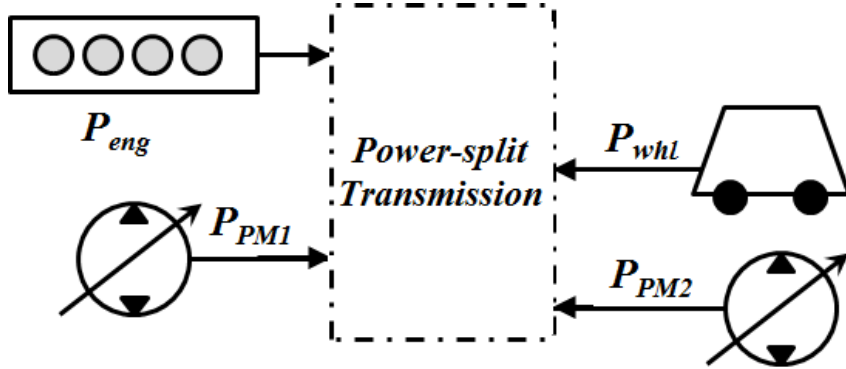 P_eng
Power-split
Transmission
P_whl
P_PM1
P_PM2